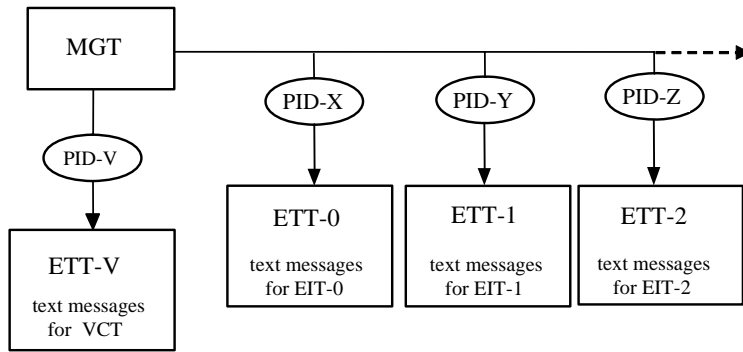 MGT
PID-X
PID-Y
PID-Z
PID-V
ETT-0
text messages
for EIT-0
ETT-1
text messages
for EIT-1
ETT-2
text messages
for EIT-2
ETT-V
text messages
for VCT